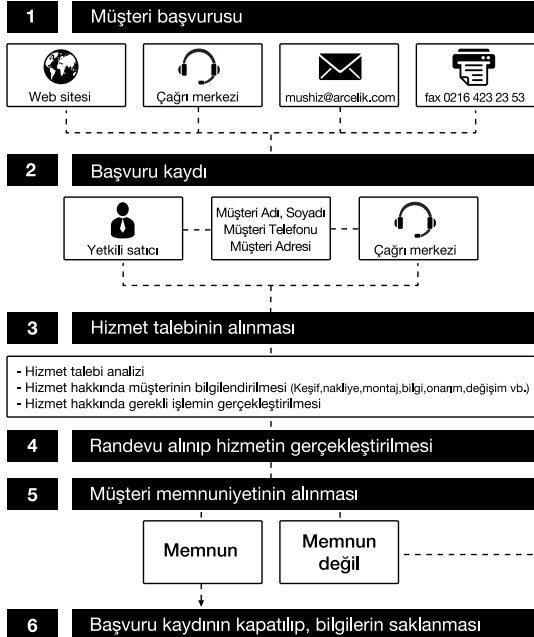 1 Müşteri başvurusu
Web sitesi
Çağrı merkezi
mushiz@arcelik.com
fax 0216 423 23 53
2 Başvuru kaydı
Yetkili satıcı
Müşteri Adı, Soyadı
Müşteri Telefonu
Müşteri Adresi
Çağrı merkezi
3 Hizmet talebinin alınması
- Hizmet talebi analizi
- Hizmet hakkında müşterinin bilgilendirilmesi (Keşif,nakliye,montaj,bilgi,onarım,değişim vb.)
- Hizmet hakkında gerekli işlemin gerçekleştirilmesi
4 Randevu alınıp hizmetin gerçekleştirilmesi
5 Müşteri memnuniyetinin alınması
Memnun
Memnun
değil
6 Başvuru kaydının kapatılıp, bilgilerin saklanması